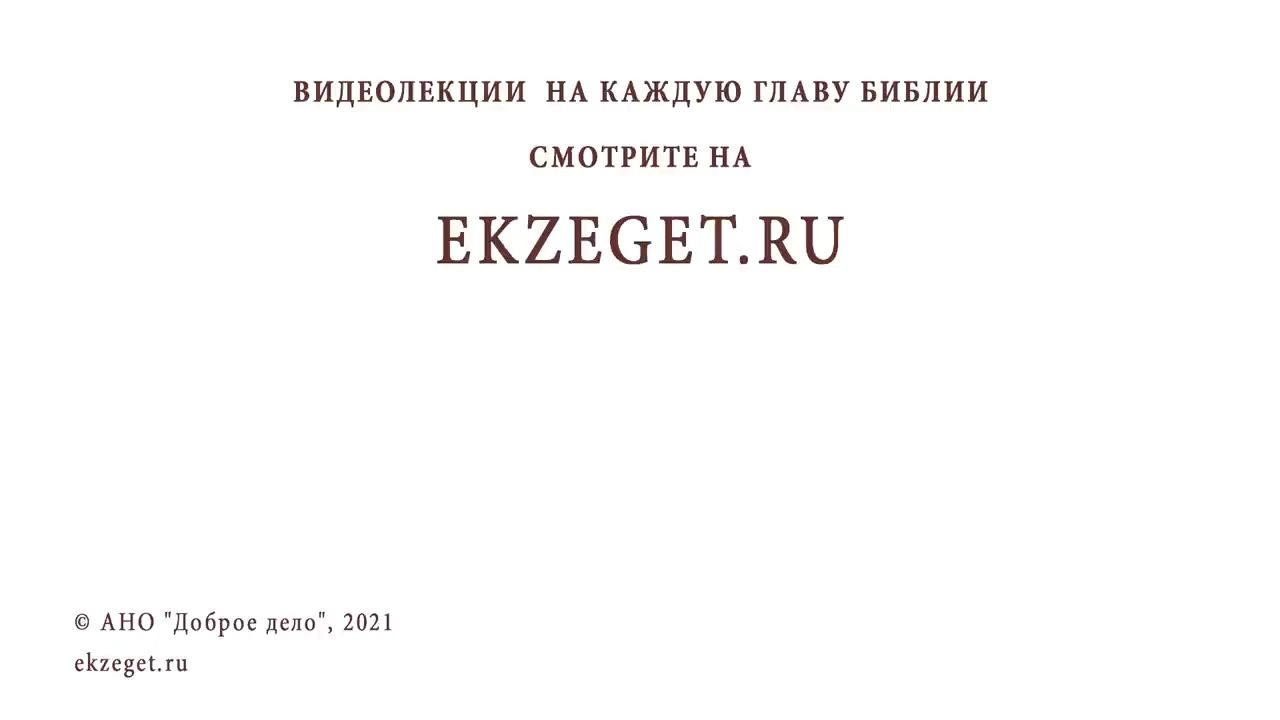 ВИДЕОЛЕКЦИИ НА КАЖДУЮ ГЛАВУ БИБЛИИ
СМОТРИТЕ НА
EKZEGET.RU
© АНО "Доброе дело", 2021
ekzeget.ru